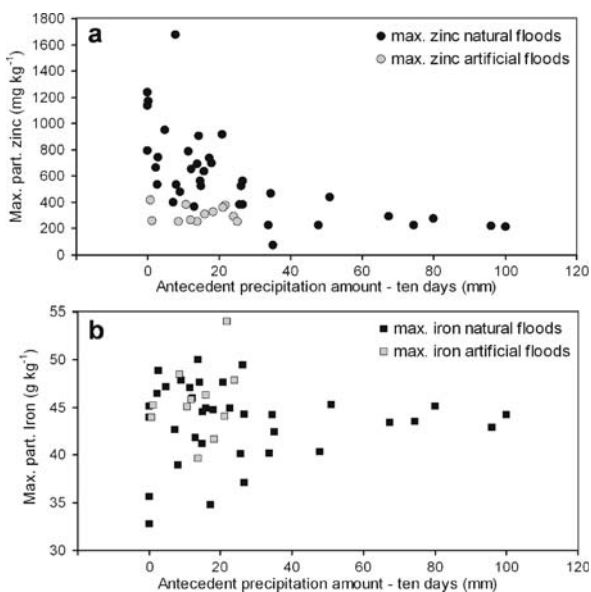 a
max. zinc natural floods
max. zinc artificial floods
Max. part. zinc (mg kg⁻¹)
1800
1600
1400
1200
1000
800
600
400
200
0
0 20 40 60 80 100 120
Antecedent precipitation amount - ten days (mm)
b
max. iron natural floods
max. iron artificial floods
Max. part. Iron (g kg⁻¹)
55
50
45
40
35
30
0 20 40 60 80 100 120
Antecedent precipitation amount - ten days (mm)